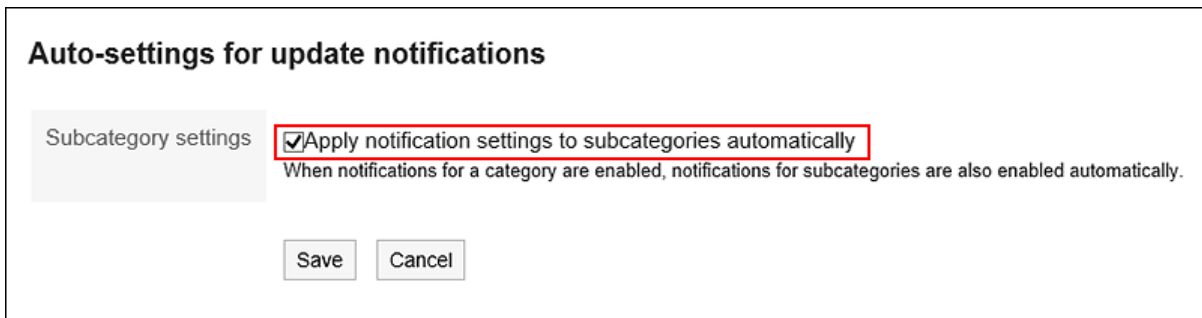 Auto-settings for update notifications
Subcategory settings
Apply notification settings to subcategories automatically
When notifications for a category are enabled, notifications for subcategories are also enabled automatically.
Save
Cancel